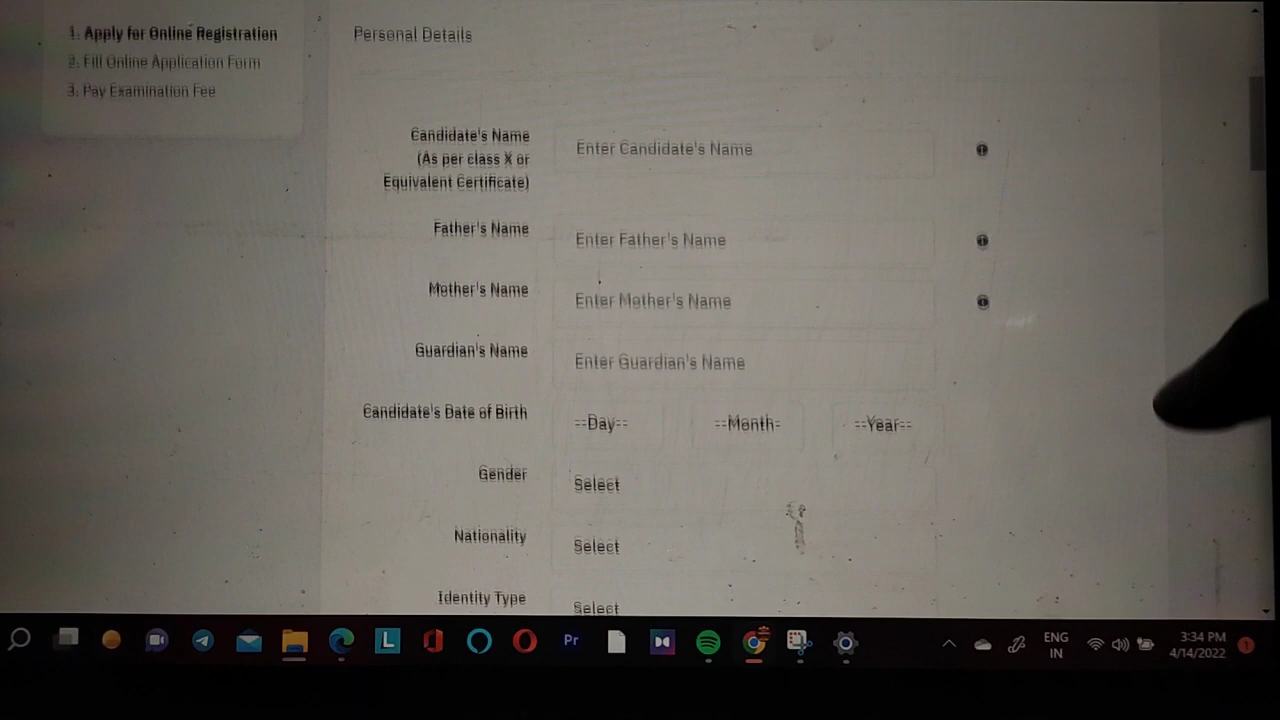 1. Apply for Online Registration
2. Fill Online Application Form
3. Pay Examination Fee
Personal Details
Candidate's Name
(As per class X or
Equivalent Certificate)
Enter Candidate's Name
Father's Name
Enter Father's Name
Mother's Name
Enter Mother's Name
Guardian's Name
Enter Guardian's Name
Candidate's Date of Birth
--Day-- --Month- --Year--
Gender
Select
Nationality
Select
Identity Type
Select
L Pr
ENG
IN
3:34 PM
4/14/2022
1